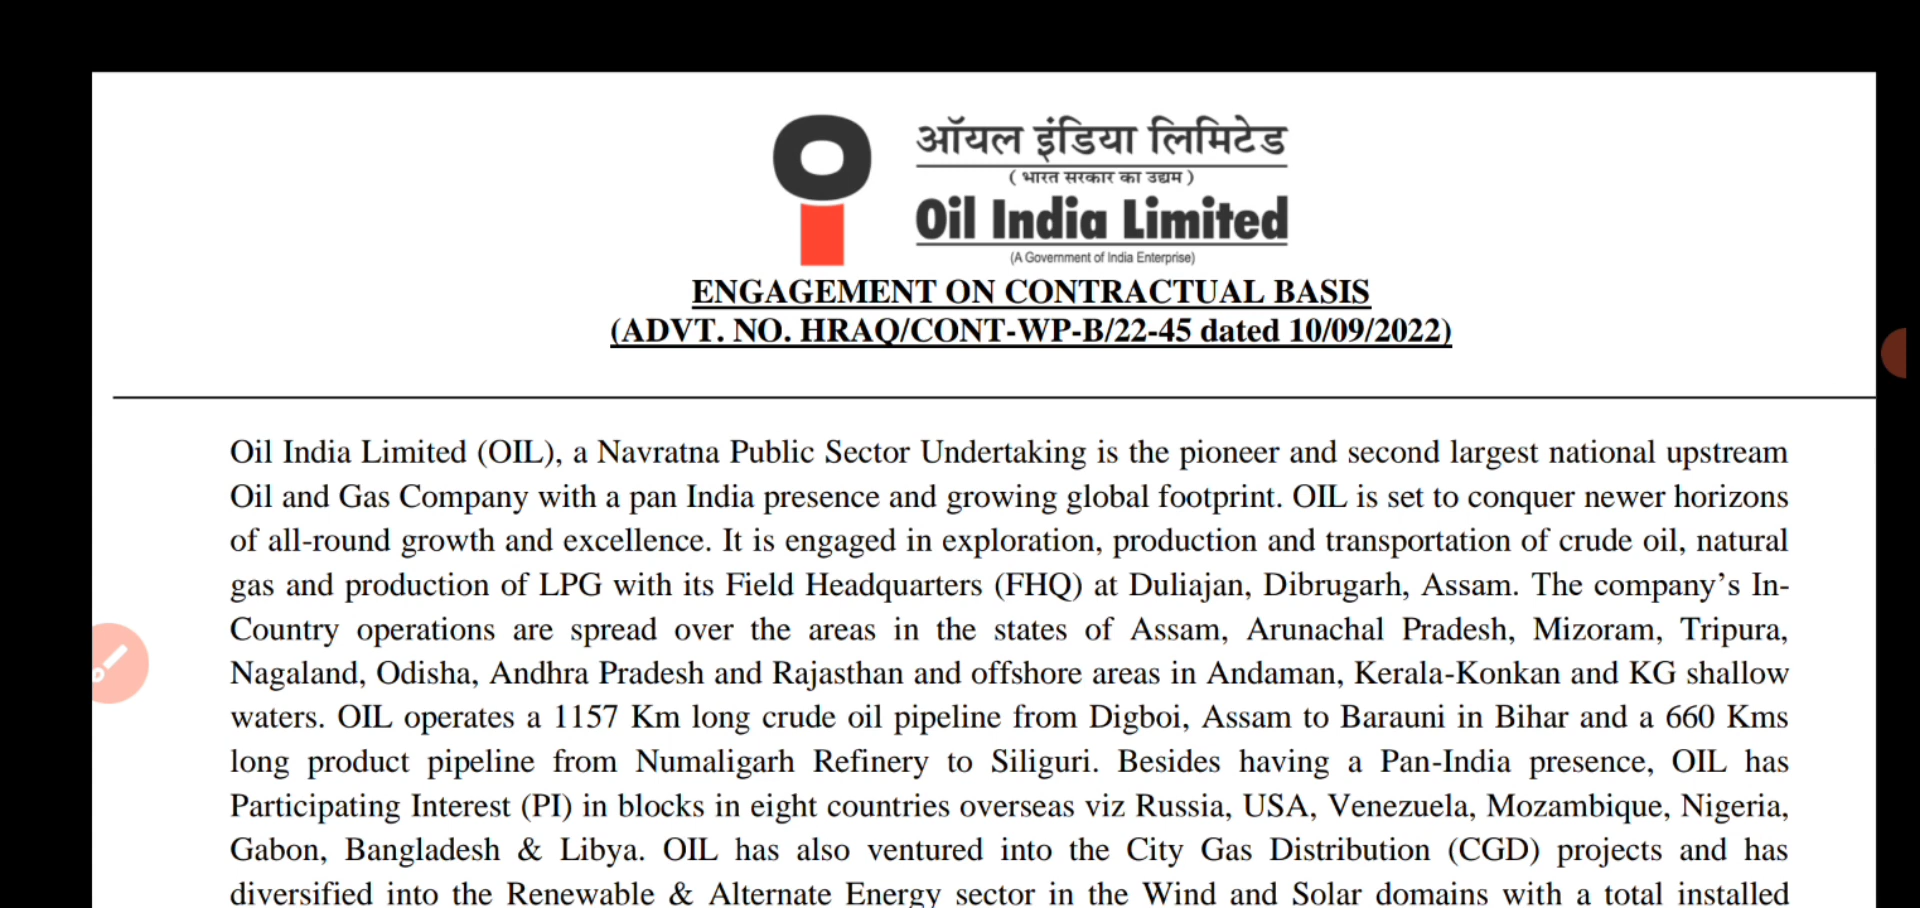 ऑयल इंडिया लिमिटेड
( भारत सरकार का उद्यम )
Oil India Limited
(A Government of India Enterprise)
ENGAGEMENT ON CONTRACTUAL BASIS
(ADVT. NO. HRAQ/CONT-WP-B/22-45 dated 10/09/2022)
Oil India Limited (OIL), a Navratna Public Sector Undertaking is the pioneer and second largest national upstream
Oil and Gas Company with a pan India presence and growing global footprint. OIL is set to conquer newer horizons
of all-round growth and excellence. It is engaged in exploration, production and transportation of crude oil, natural
gas and production of LPG with its Field Headquarters (FHQ) at Duliajan, Dibrugarh, Assam. The company’s In-
Country operations are spread over the areas in the states of Assam, Arunachal Pradesh, Mizoram, Tripura,
Nagaland, Odisha, Andhra Pradesh and Rajasthan and offshore areas in Andaman, Kerala-Konkan and KG shallow
waters. OIL operates a 1157 Km long crude oil pipeline from Digboi, Assam to Barauni in Bihar and a 660 Kms
long product pipeline from Numaligarh Refinery to Siliguri. Besides having a Pan-India presence, OIL has
Participating Interest (PI) in blocks in eight countries overseas viz Russia, USA, Venezuela, Mozambique, Nigeria,
Gabon, Bangladesh & Libya. OIL has also ventured into the City Gas Distribution (CGD) projects and has
diversified into the Renewable & Alternate Energy sector in the Wind and Solar domains with a total installed